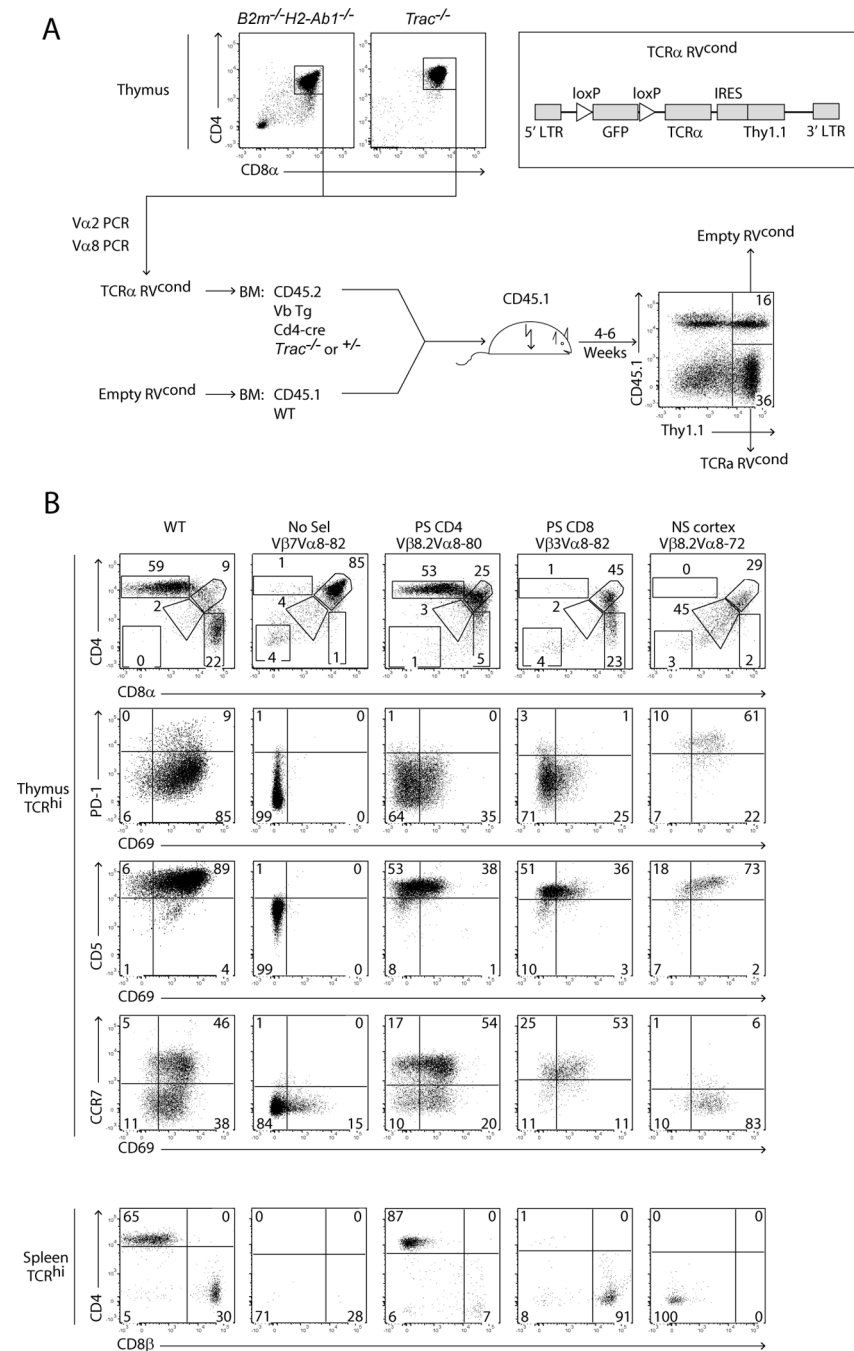 A
B2m-/-H2-Ab1-/-
Trac-/-
Thymus
CD4
CD8α
TCRα RVcond
loxP
loxP
IRES
5' LTR
GFP
TCRα
Thy1.1
3' LTR
Vα2 PCR
Vα8 PCR
TCRα RVcond
BM:
CD45.2
Vb Tg
Cd4-cre
Trac-/- or +/-
Empty RVcond
BM:
CD45.1
WT
CD45.1
4-6
Weeks
Empty RVcond
CD45.1
16
36
Thy1.1
TCRa RVcond
B
WT
No Sel
Vβ7Vα8-82
PS CD4
Vβ8.2Vα8-80
PS CD8
Vβ3Vα8-82
NS cortex
Vβ8.2Vα8-72
Thymus
TCRhi
CD4
59 9 2 0 22
1 85 4 4 1
53 25 3 1 5
1 45 2 4 23
0 29 45 3 2
CD8α
PD-1
0 9 6 85
1 0 99 0
1 0 64 35
3 1 71 25
10 61 7 22
CD69
CD5
6 89 1 4
1 0 99 0
53 38 8 1
51 36 10 3
18 73 7 2
CD69
CCR7
5 46 11 38
1 0 84 15
17 54 10 20
25 53 11 11
1 6 10 83
CD69
Spleen
TCRhi
CD4
65 0 5 30
0 0 71 28
87 0 6 7
1 0 8 91
0 0 100 0
CD8β